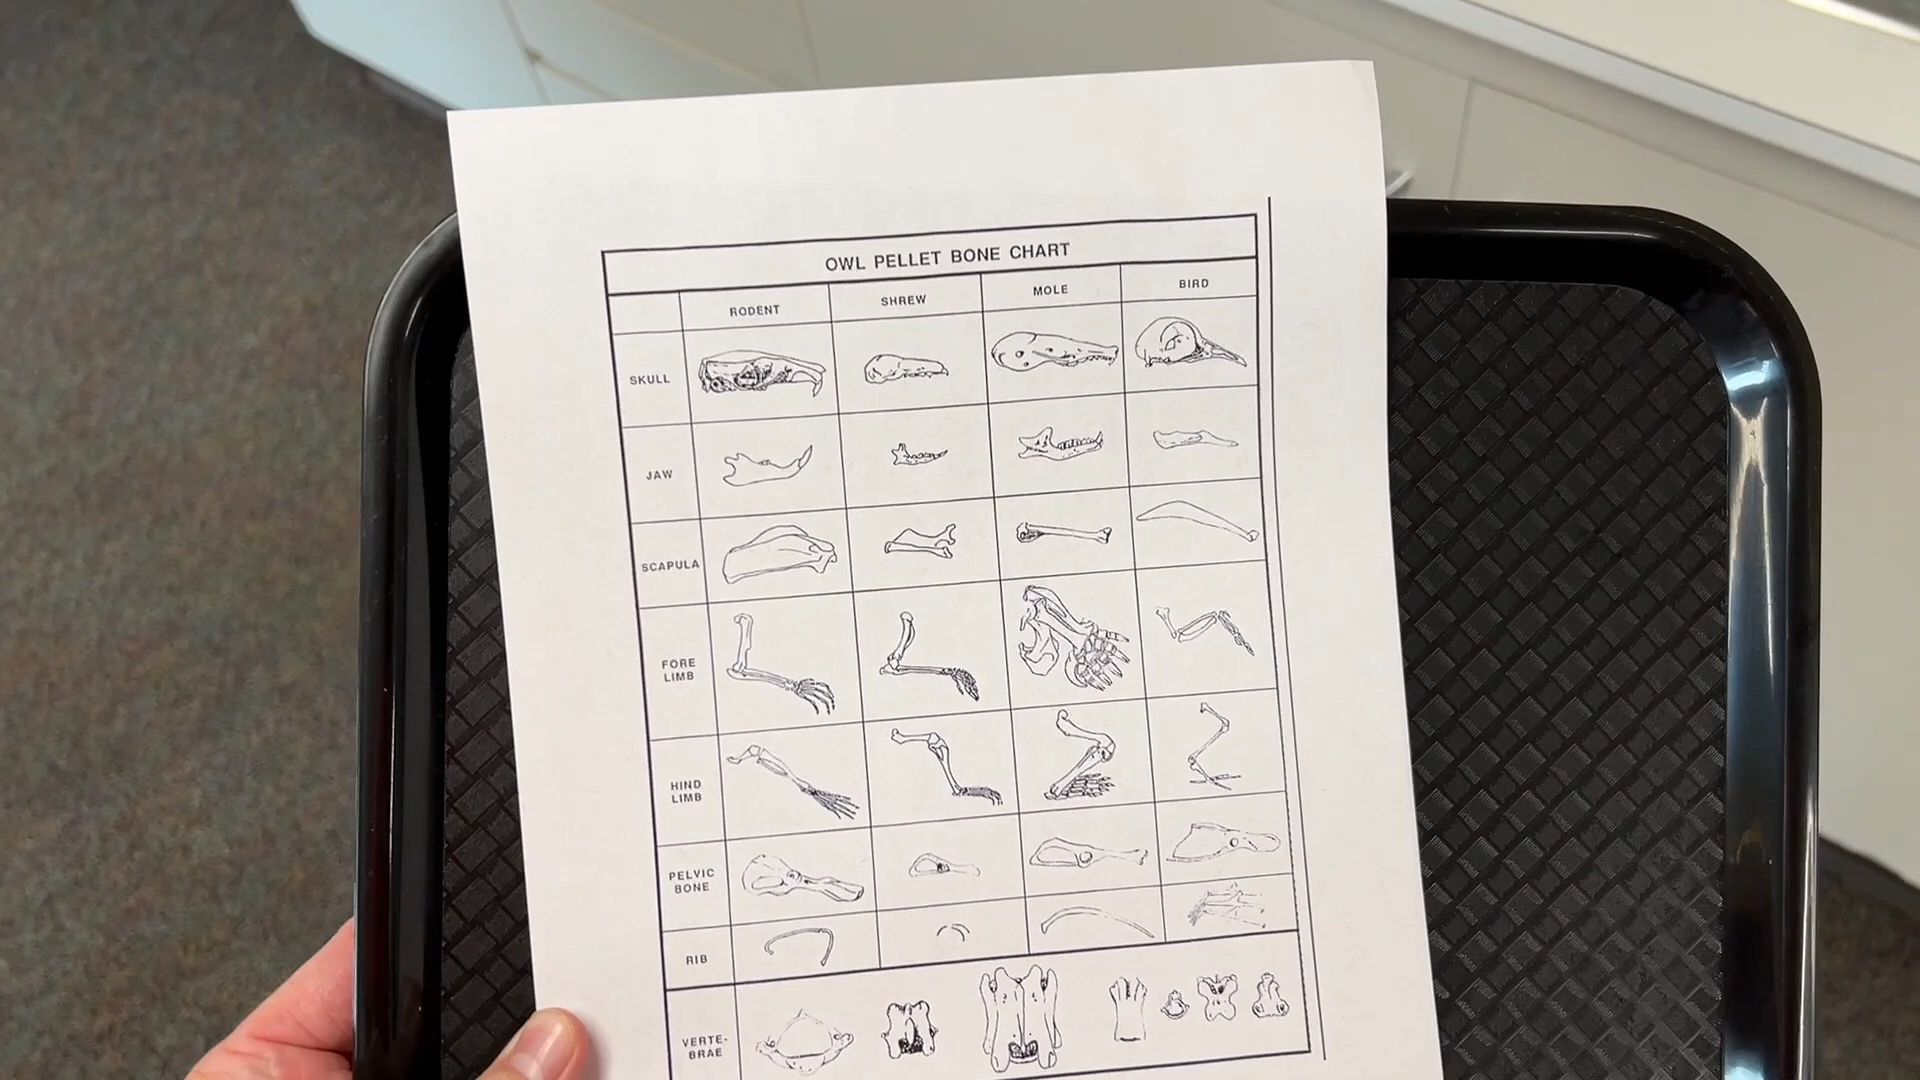 OWL PELLET BONE CHART
RODENT SHREW MOLE BIRD
SKULL
JAW
SCAPULA
FORE
LIMB
HIND
LIMB
PELVIC
BONE
RIB
VERTE-
BRAE